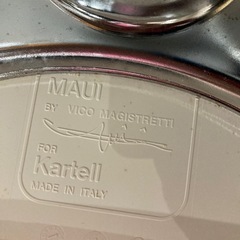 MAUI
BY VICO MAGISTRETTI
FOR
Kartell
MADE IN ITALY